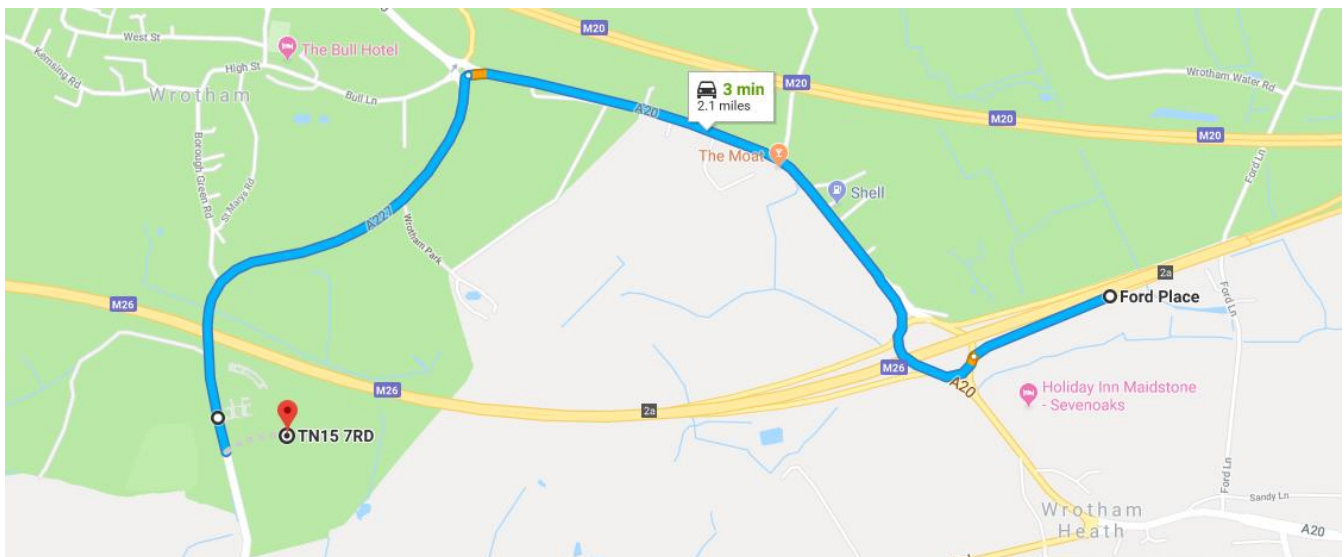 West St
The Bull Hotel
M20
Kemsing Rd
High St
Wrotham
Bull Ln
3 min
2.1 miles
M20
Wrotham Water Rd
A20
M20
M20
Borough Green Rd
St Marys Rd
The Moat
Ford Ln
Shell
A227
Wrotham Park
2a
M26
Ford Place
Ford Ln
M26
M26
A20
Holiday Inn Maidstone
- Sevenoaks
2a
TN15 7RD
Ford Ln
Sandy Ln
Wrotham
Heath
A20